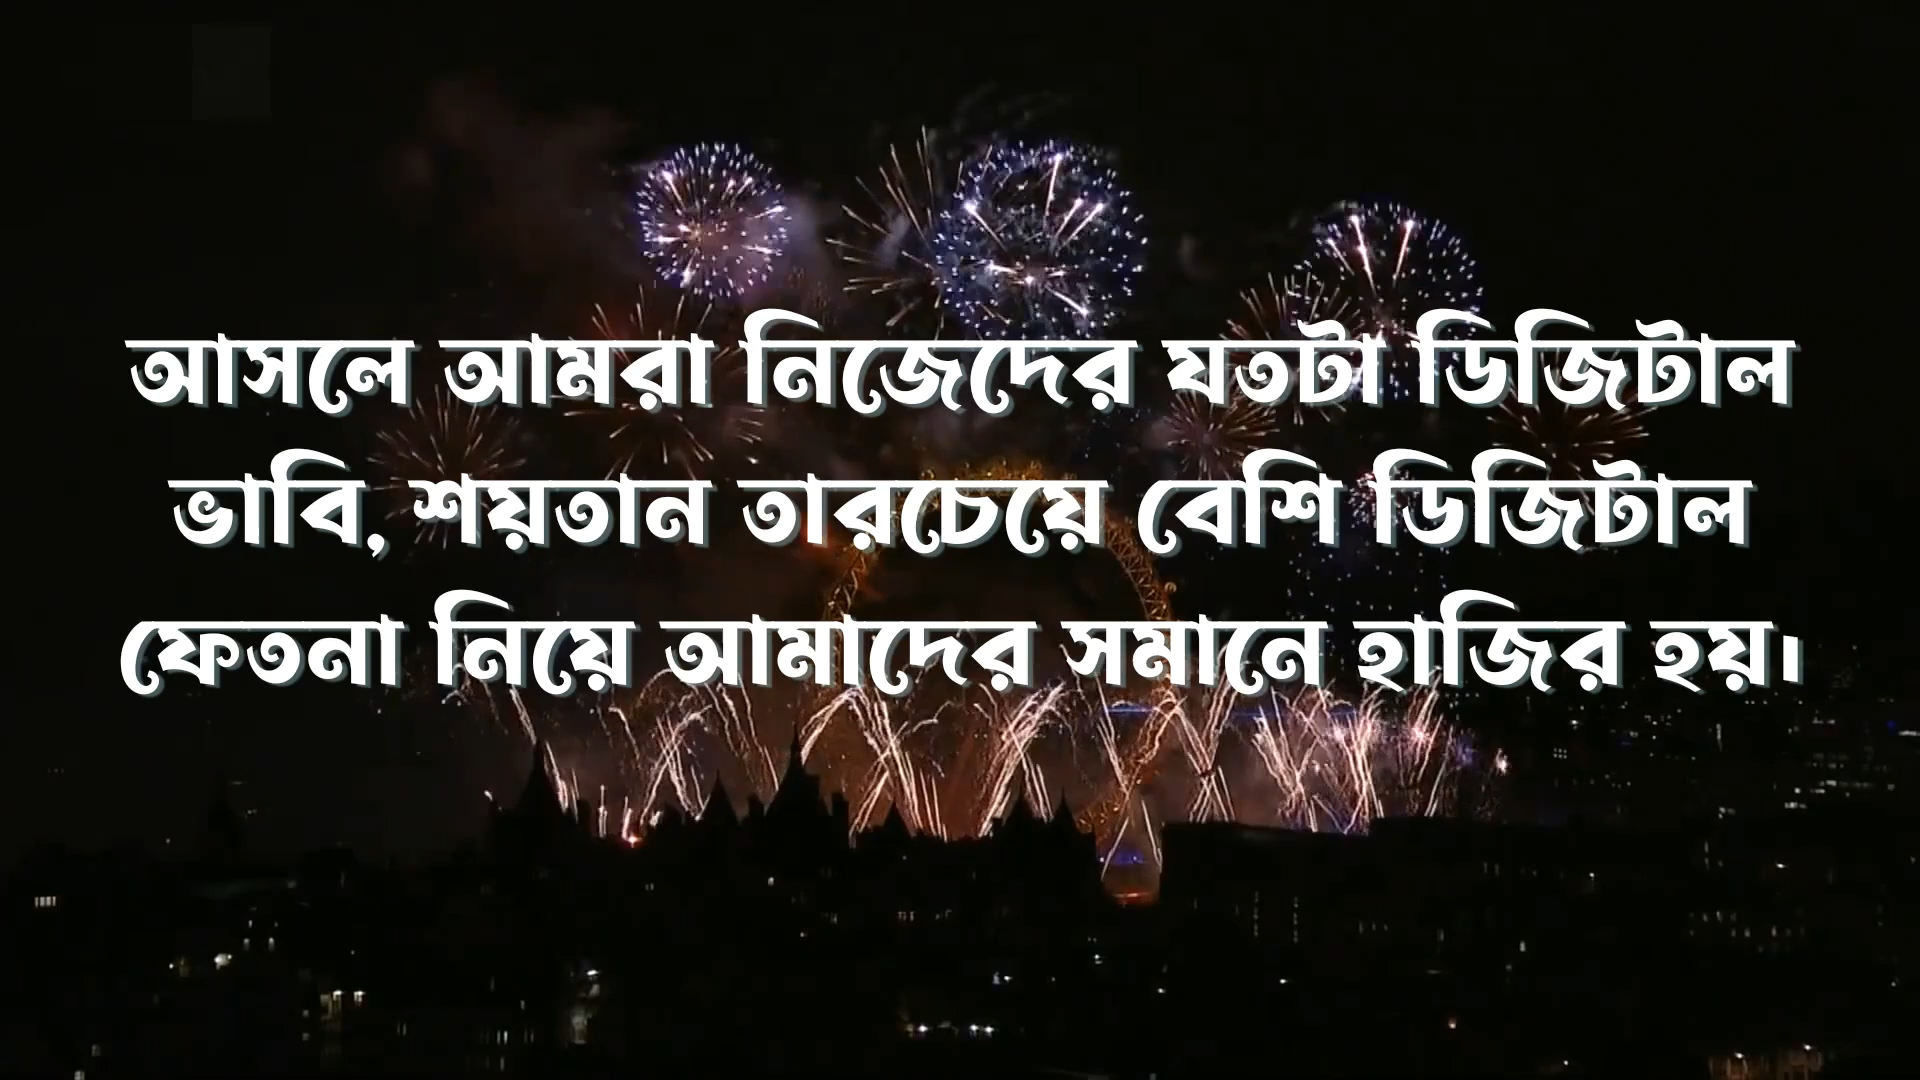 আসলে আমরা নিজেদের যতটা ডিজিটাল
ভাবি, শয়তান তারচেয়ে বেশি ডিজিটাল
ফেতনা নিয়ে আমাদের সমানে হাজির হয়।